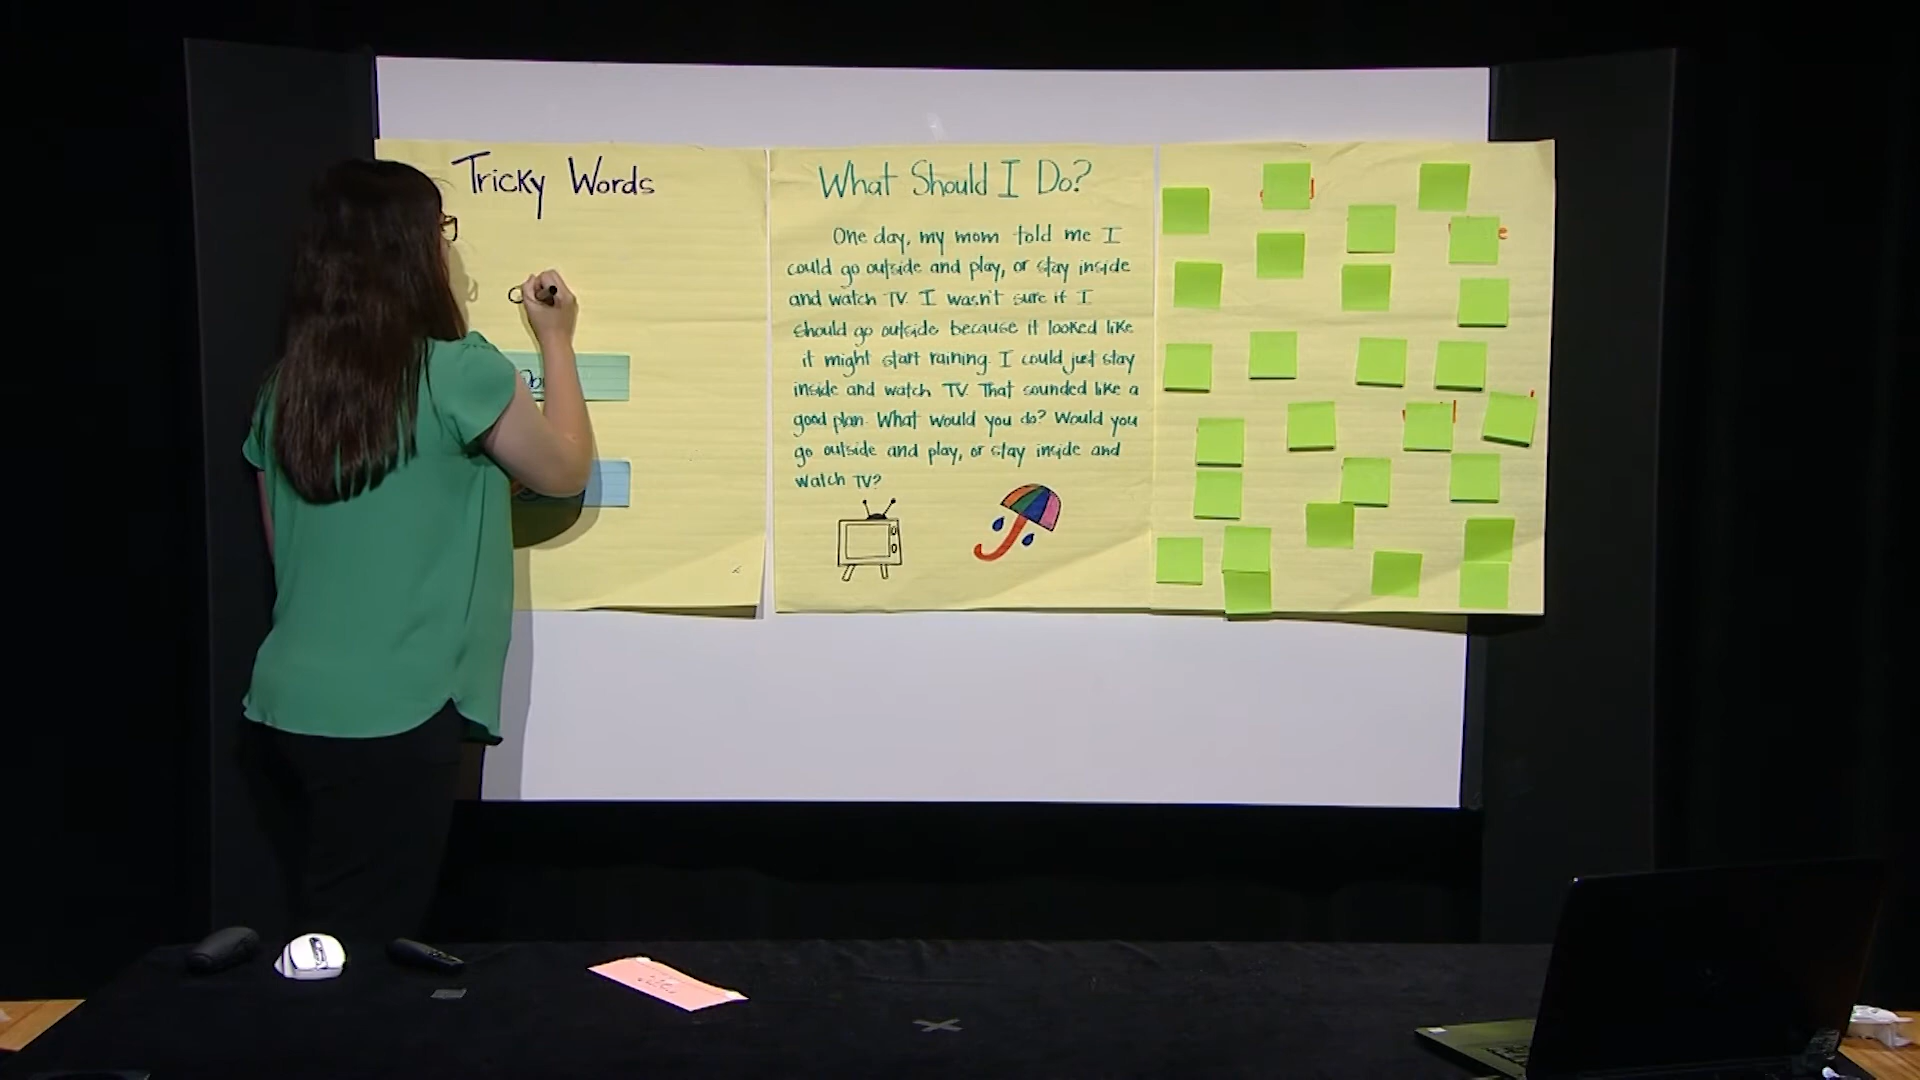 Tricky Words
What Should I Do?
One day, my mom told me I
could go outside and play, or stay inside
and watch TV. I wasn't sure if I
should go outside because it looked like
it might start raining. I could just stay
inside and watch TV. That sounded like a
good plan. What would you do? Would you
go outside and play, or stay inside and
watch TV?